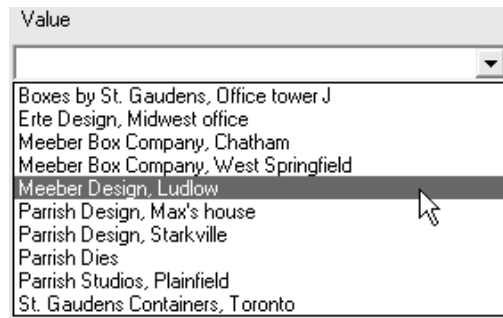 Value
Boxes by St. Gaudens, Office tower J
Erte Design, Midwest office
Meeber Box Company, Chatham
Meeber Box Company, West Springfield
Meeber Design, Ludlow
Parrish Design, Max's house
Parrish Design, Starkville
Parrish Dies
Parrish Studios, Plainfield
St. Gaudens Containers, Toronto